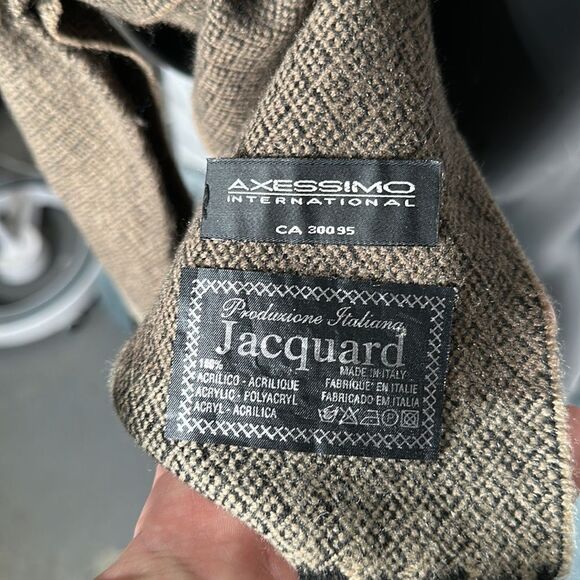 AXESSIMO
INTERNATIONAL
CA 30095
Produzione Italiana
Jacquard
100%
ACRILICO - ACRILIQUE
ACRYLIC - POLYACRYL
ACRYL - ACRILICA
MADE IN ITALY
FABRIQUE' EN ITALIE
FABRICADO EM ITALIA